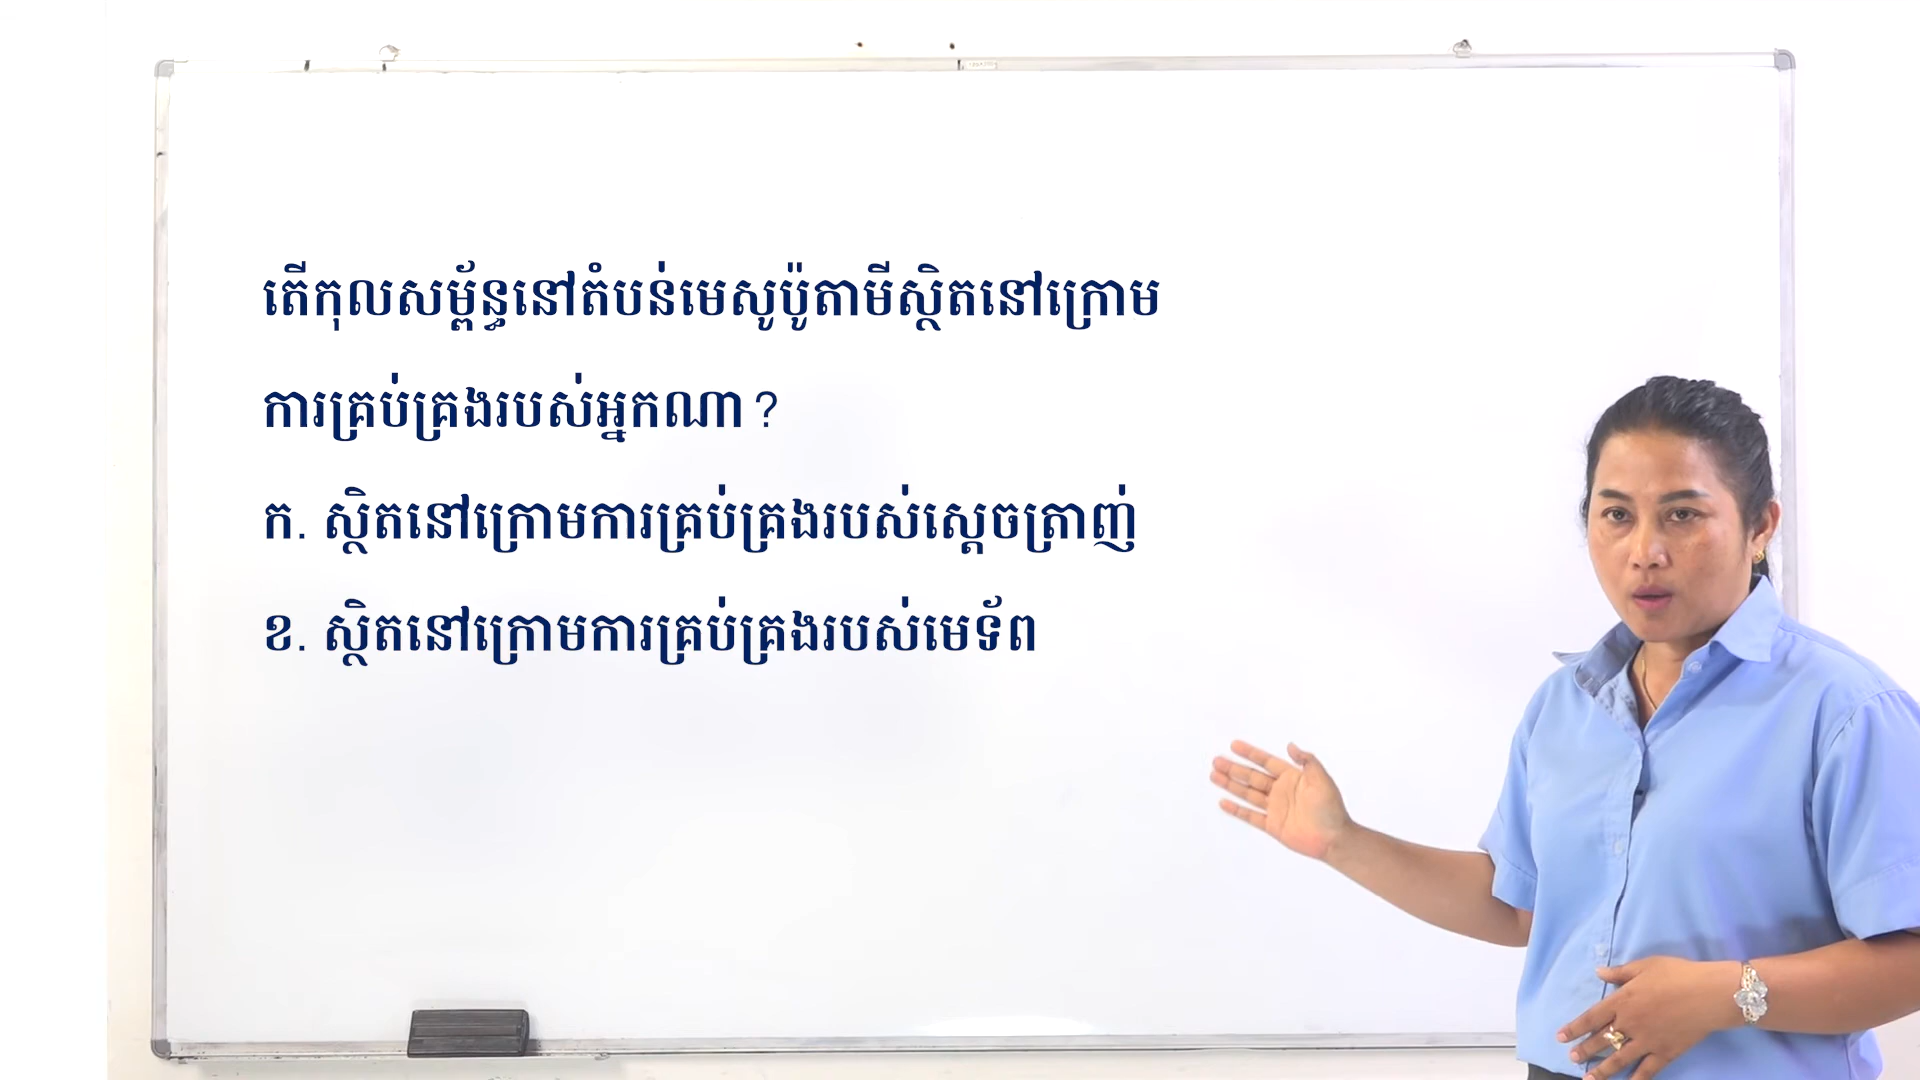 តើកុលសម្ព័ន្ធនៅតំបន់មេសូប៉ូតាមីស្ថិតនៅក្រោម
ការគ្រប់គ្រងរបស់អ្នកណា ?
ក. ស្ថិតនៅក្រោមការគ្រប់គ្រងរបស់ស្តេចត្រាញ់
ខ. ស្ថិតនៅក្រោមការគ្រប់គ្រងរបស់មេទ័ព